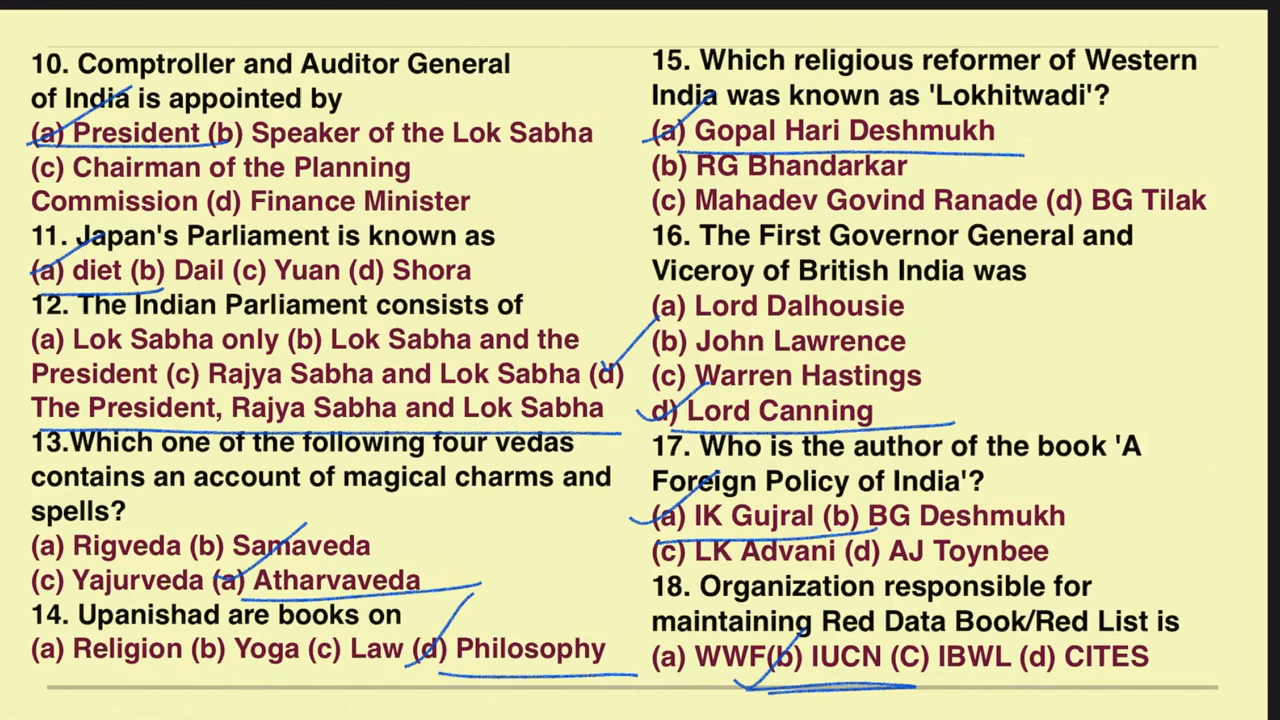 10. Comptroller and Auditor General
of India is appointed by
(a) President (b) Speaker of the Lok Sabha
(c) Chairman of the Planning
Commission (d) Finance Minister
11. Japan's Parliament is known as
(a) diet (b) Dail (c) Yuan (d) Shora
12. The Indian Parliament consists of
(a) Lok Sabha only (b) Lok Sabha and the
President (c) Rajya Sabha and Lok Sabha (d)
The President, Rajya Sabha and Lok Sabha
13.Which one of the following four vedas
contains an account of magical charms and
spells?
(a) Rigveda (b) Samaveda
(c) Yajurveda (a) Atharvaveda
14. Upanishad are books on
(a) Religion (b) Yoga (c) Law (d) Philosophy
15. Which religious reformer of Western
India was known as 'Lokhitwadi'?
(a) Gopal Hari Deshmukh
(b) RG Bhandarkar
(c) Mahadev Govind Ranade (d) BG Tilak
16. The First Governor General and
Viceroy of British India was
(a) Lord Dalhousie
(b) John Lawrence
(c) Warren Hastings
d) Lord Canning
17. Who is the author of the book 'A
Foreign Policy of India'?
(a) IK Gujral (b) BG Deshmukh
(c) LK Advani (d) AJ Toynbee
18. Organization responsible for
maintaining Red Data Book/Red List is
(a) WWF(b) IUCN (C) IBWL (d) CITES